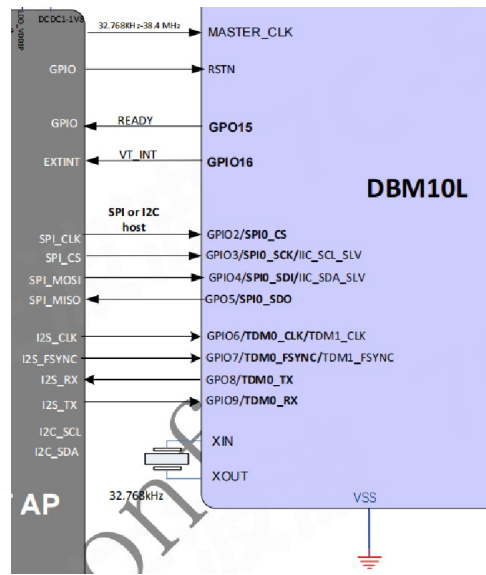 DCDC1-1V8
32.768KHz-38.4 MHz
MASTER_CLK
GPIO
RSTN
GPIO
READY
GPO15
EXTINT
VT_INT
GPIO16
DBM10L
SPI or I2C
host
SPI_CLK
GPIO2/SPI0_CS
SPI_CS
GPIO3/SPI0_SCK/IIC_SCL_SLV
SPI_MOSI
GPIO4/SPI0_SDI/IIC_SDA_SLV
SPI_MISO
GPO5/SPI0_SDO
I2S_CLK
GPIO6/TDM0_CLK/TDM1_CLK
I2S_FSYNC
GPIO7/TDM0_FSYNC/TDM1_FSYNC
I2S_RX
GPO8/TDM0_TX
I2S_TX
GPIO9/TDM0_RX
I2C_SCL
I2C_SDA
XIN
XOUT
32.768kHz
AP
VSS